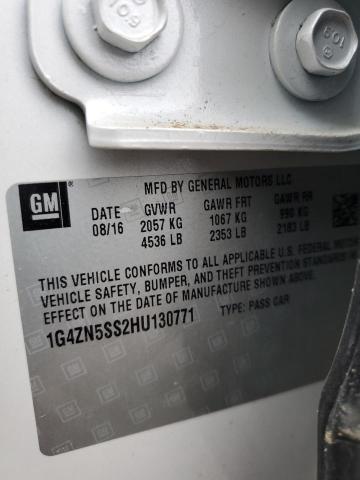 109
601
GM
MFD BY GENERAL MOTORS LLC
DATE GVWR GAWR FRT GAWR RR
08/16 2057 KG 1067 KG 990 KG
4536 LB 2353 LB 2183 LB
THIS VEHICLE CONFORMS TO ALL APPLICABLE U.S. FEDERAL MOTOR
VEHICLE SAFETY, BUMPER, AND THEFT PREVENTION STANDARDS
EFFECT ON THE DATE OF MANUFACTURE SHOWN ABOVE.
1G4ZN5SS2HU130771 TYPE: PASS CAR